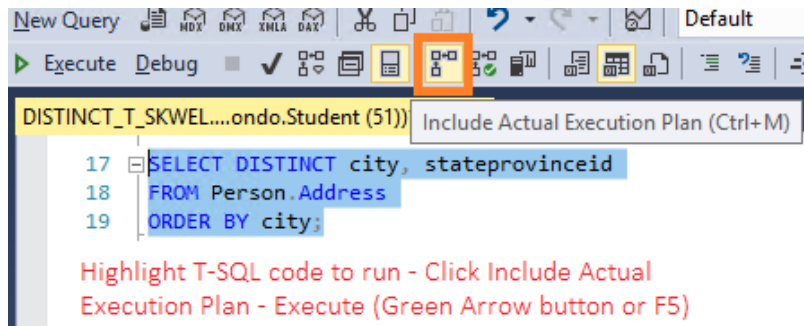 New Query MDX DMX XMLA DAX Default
Execute Debug
DISTINCT_T_SKWEL....ondo.Student (51))
Include Actual Execution Plan (Ctrl+M)
17 SELECT DISTINCT city, stateprovinceid
18 FROM Person.Address
19 ORDER BY city;
Highlight T-SQL code to run - Click Include Actual
Execution Plan - Execute (Green Arrow button or F5)